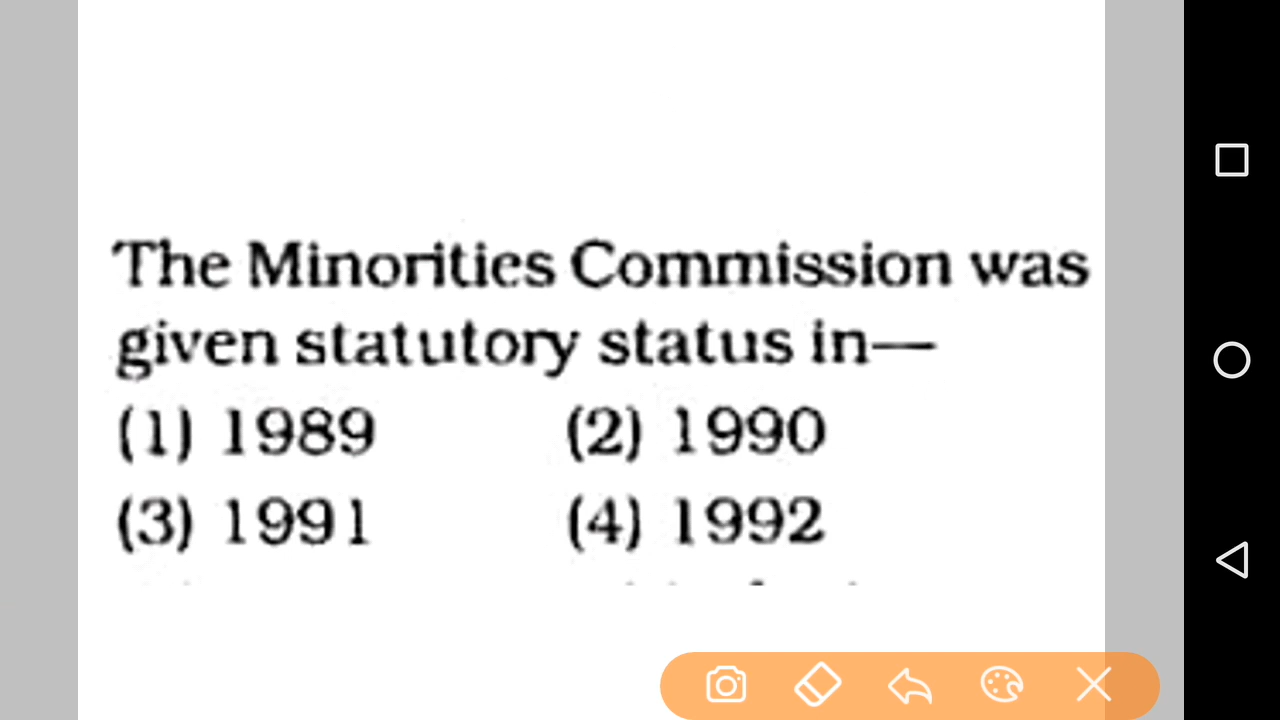 The Minorities Commission was
given statutory status in—
(1) 1989 (2) 1990
(3) 1991 (4) 1992